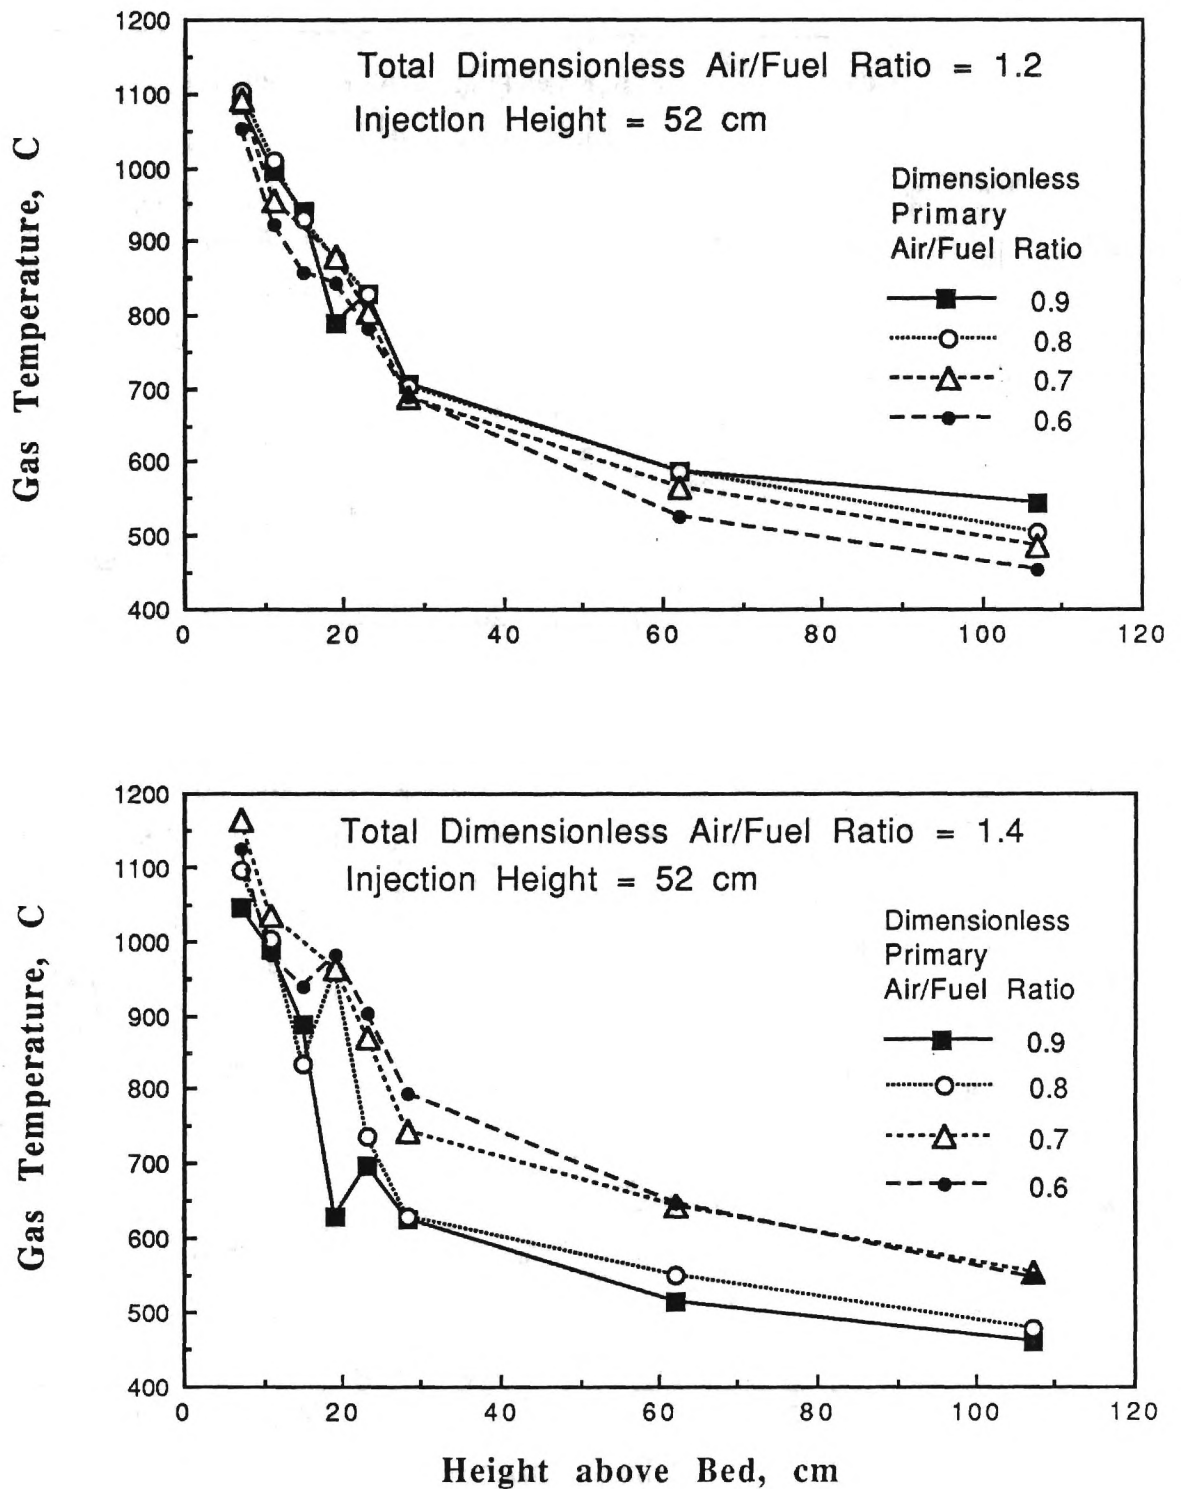 Total Dimensionless Air/Fuel Ratio = 1.2
Injection Height = 52 cm
Gas Temperature, C
1200
1100
1000
900
800
700
600
500
400
0 20 40 60 80 100 120
Dimensionless
Primary
Air/Fuel Ratio
0.9
0.8
0.7
0.6
Total Dimensionless Air/Fuel Ratio = 1.4
Injection Height = 52 cm
Gas Temperature, C
1200
1100
1000
900
800
700
600
500
400
0 20 40 60 80 100 120
Dimensionless
Primary
Air/Fuel Ratio
0.9
0.8
0.7
0.6
Height above Bed, cm